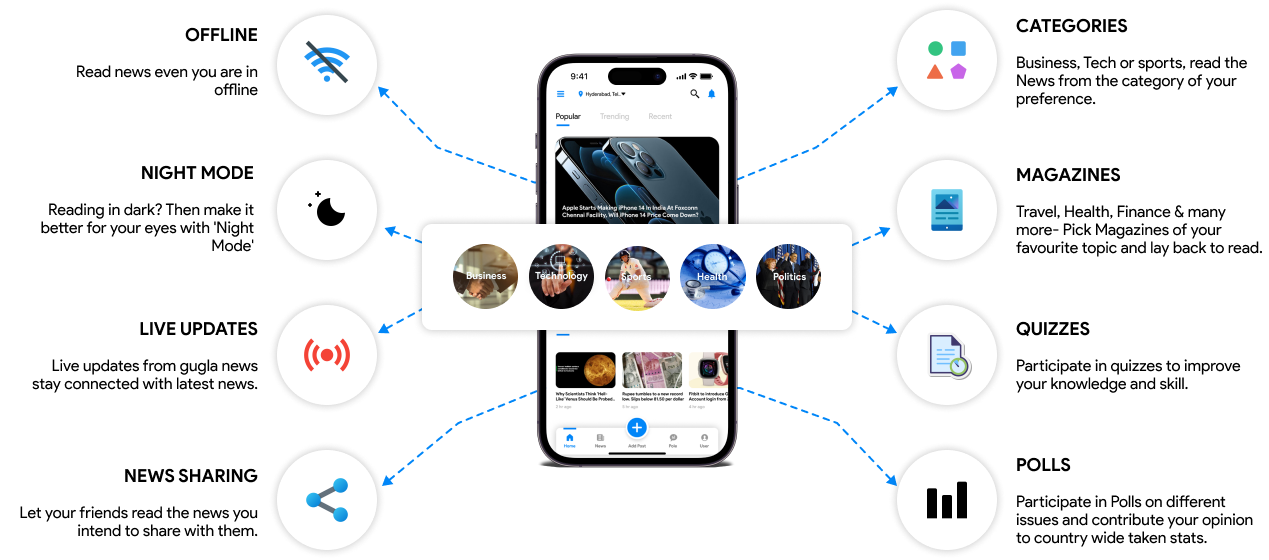 OFFLINE
Read news even you are in
offline
NIGHT MODE
Reading in dark? Then make it
better for your eyes with 'Night
Mode'
LIVE UPDATES
Live updates from gugla news
stay connected with latest news.
NEWS SHARING
Let your friends read the news you
intend to share with them.
9:41
Hyderabad, Tel..
Popular Trending Recent
Apple Starts Making iPhone 14 In India At Foxconn
Chennai Facility, Will iPhone 14 Price Come Down?
Business Technology Sports Health Politics
Why Scientists Think 'Hell-
Like' Venus Should Be Probed..
2 hr ago
Rupee tumbles to a new record
low. Slips below 81.50 per dollar
6 hr ago
Fitbit to introduce G
Account login from
8 hr ago
Home News Add Post Polls User
CATEGORIES
Business, Tech or sports, read the
News from the category of your
preference.
MAGAZINES
Travel, Health, Finance & many
more- Pick Magazines of your
favourite topic and lay back to read.
QUIZZES
Participate in quizzes to improve
your knowledge and skill.
POLLS
Participate in Polls on different
issues and contribute your opinion
to country wide taken stats.